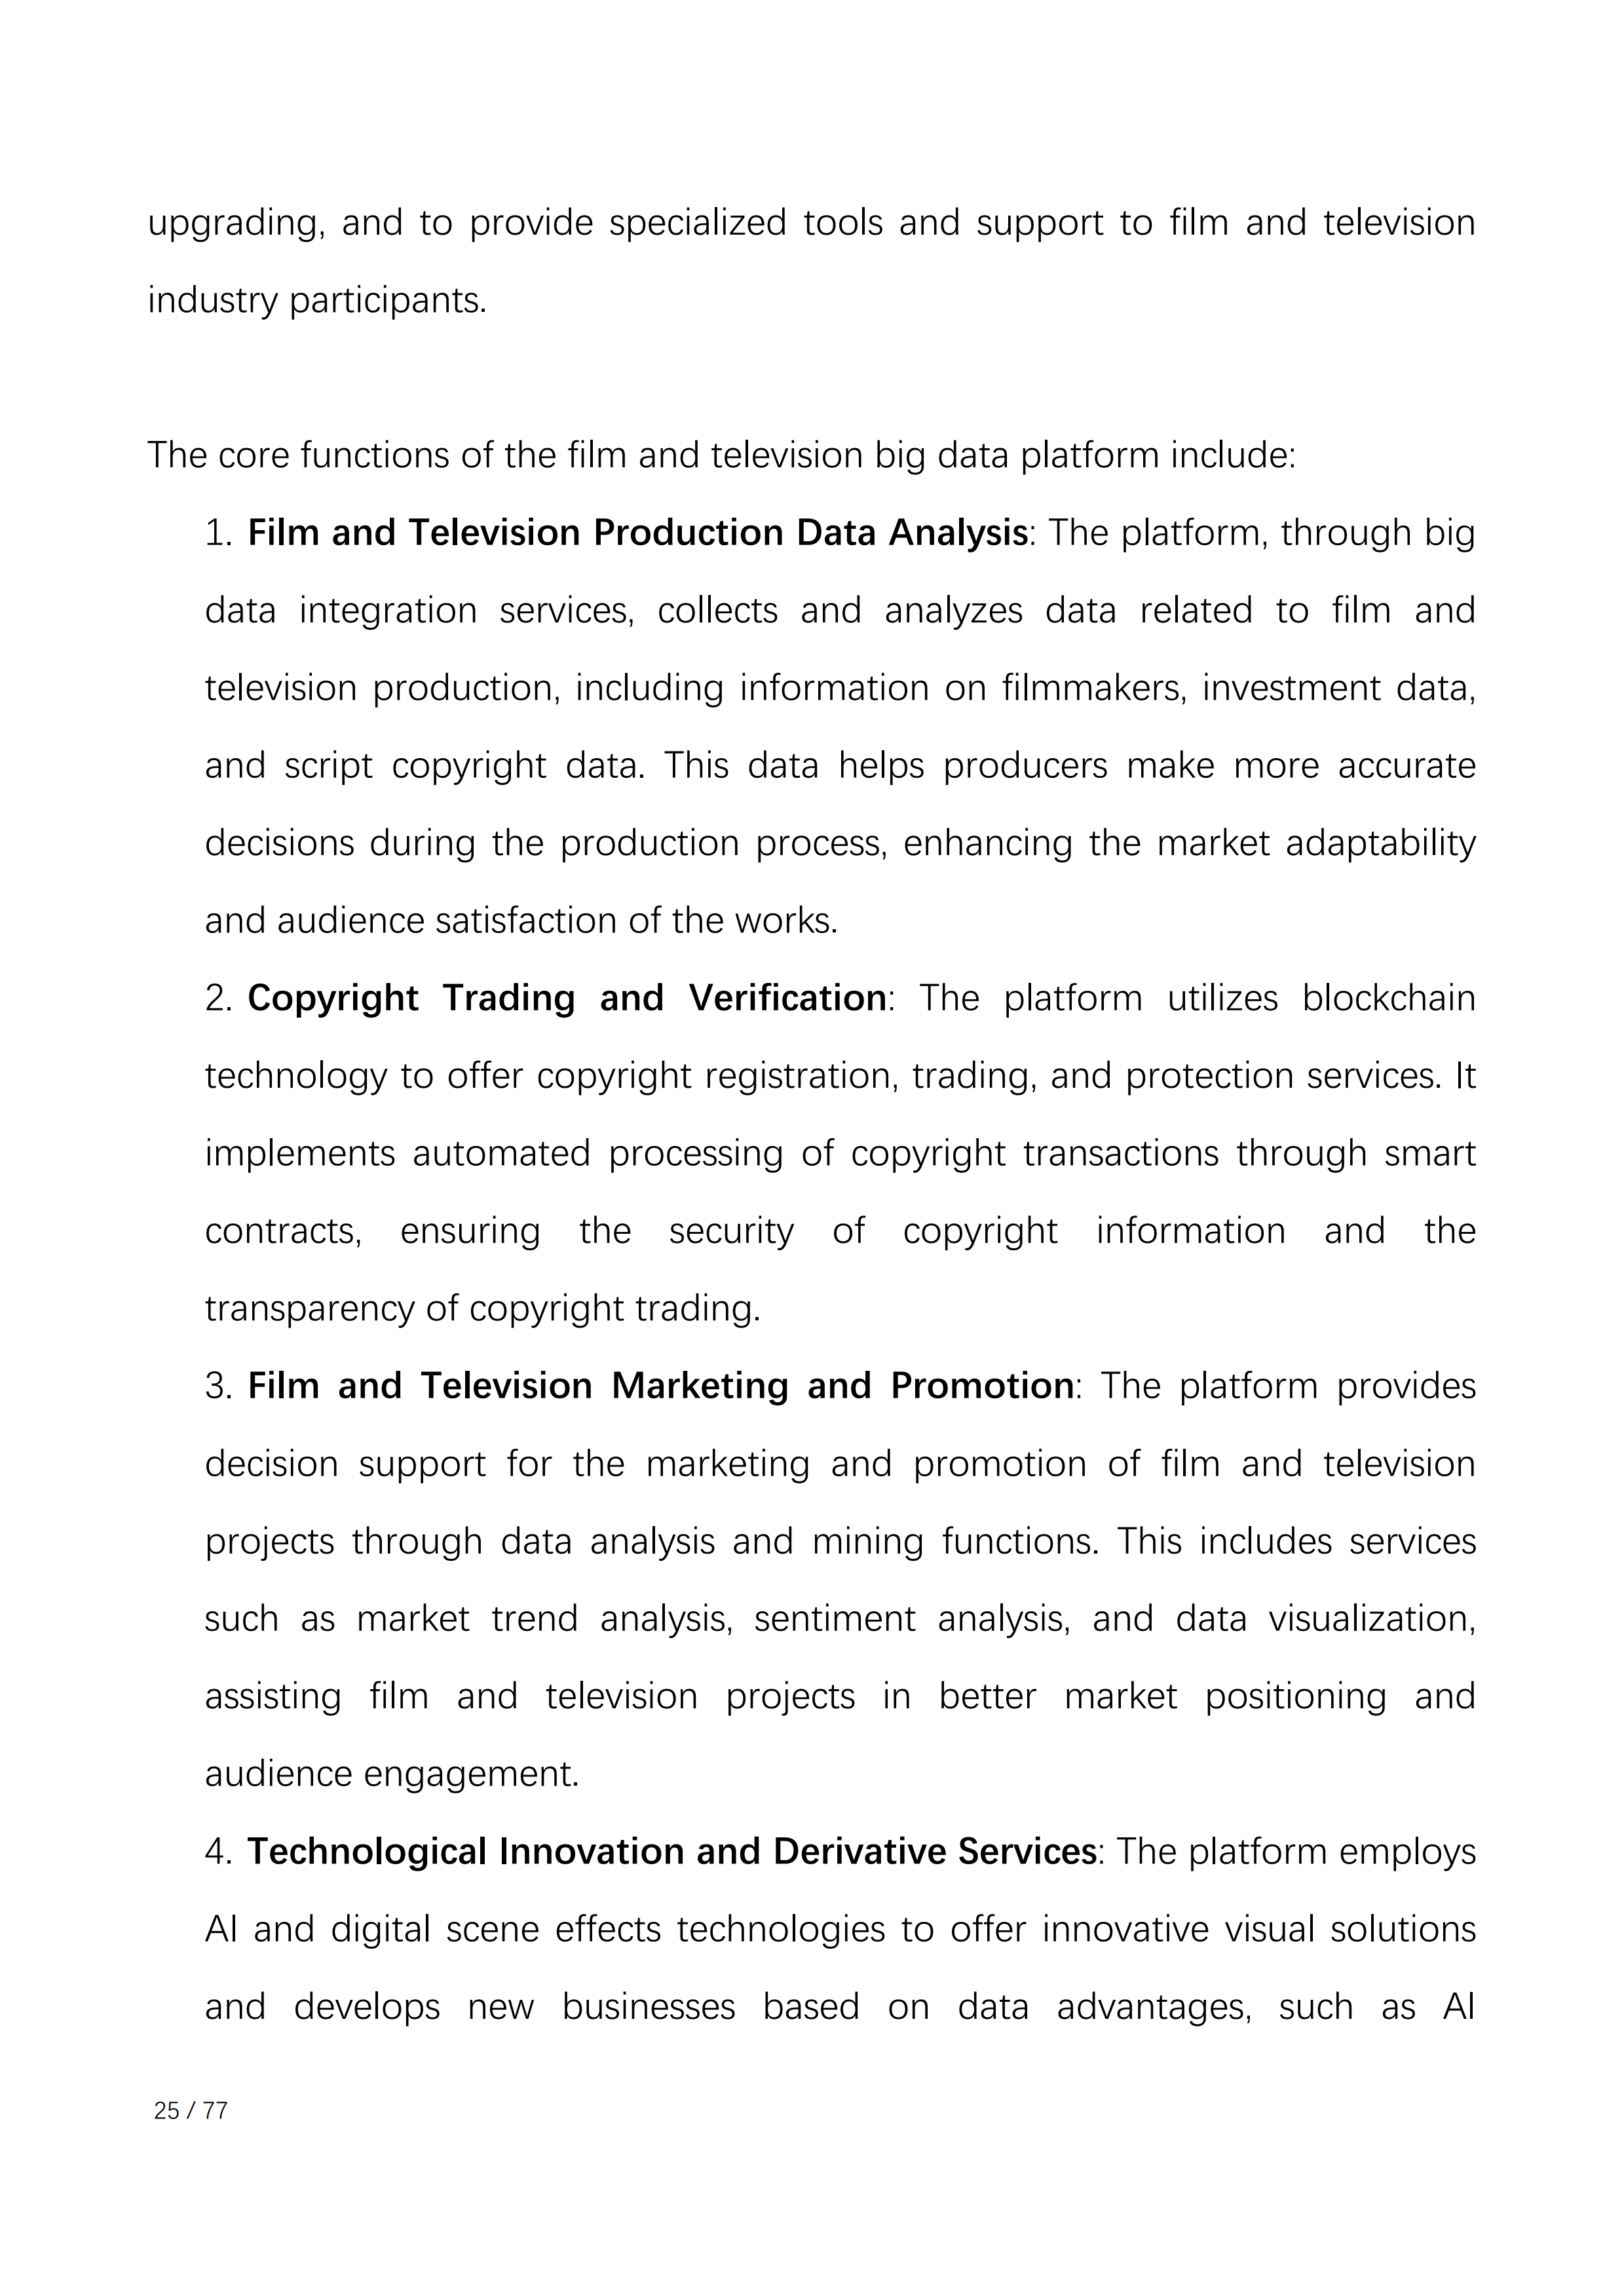 upgrading, and to provide specialized tools and support to film and television
industry participants.
The core functions of the film and television big data platform include:
1. Film and Television Production Data Analysis: The platform, through big
data integration services, collects and analyzes data related to film and
television production, including information on filmmakers, investment data,
and script copyright data. This data helps producers make more accurate
decisions during the production process, enhancing the market adaptability
and audience satisfaction of the works.
2. Copyright Trading and Verification: The platform utilizes blockchain
technology to offer copyright registration, trading, and protection services. It
implements automated processing of copyright transactions through smart
contracts, ensuring the security of copyright information and the
transparency of copyright trading.
3. Film and Television Marketing and Promotion: The platform provides
decision support for the marketing and promotion of film and television
projects through data analysis and mining functions. This includes services
such as market trend analysis, sentiment analysis, and data visualization,
assisting film and television projects in better market positioning and
audience engagement.
4. Technological Innovation and Derivative Services: The platform employs
AI and digital scene effects technologies to offer innovative visual solutions
and develops new businesses based on data advantages, such as AI
25 / 77